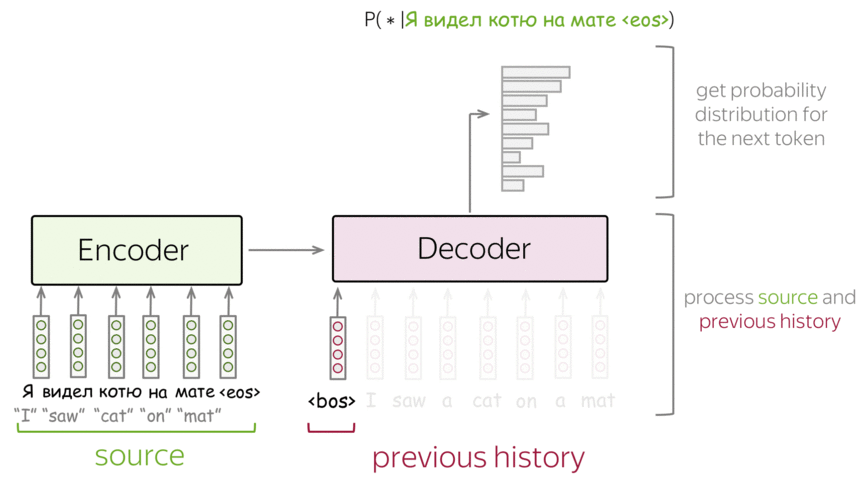 P( * |Я видел котю на мате <eos>)
get probability
distribution for
the next token
Encoder
Decoder
process source and
previous history
Я видел котю на мате <eos>
"I" "saw" "cat" "on" "mat"
<bos> I saw a cat on a mat
source
previous history